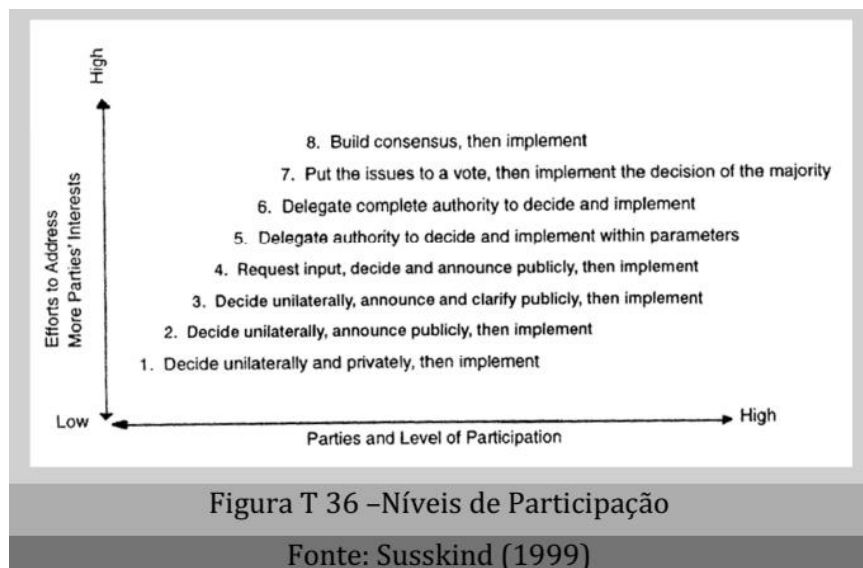 High
8. Build consensus, then implement
7. Put the issues to a vote, then implement the decision of the majority
6. Delegate complete authority to decide and implement
5. Delegate authority to decide and implement within parameters
4. Request input, decide and announce publicly, then implement
3. Decide unilaterally, announce and clarify publicly, then implement
2. Decide unilaterally, announce publicly, then implement
1. Decide unilaterally and privately, then implement
Efforts to Address
More Parties' Interests
Low
High
Parties and Level of Participation
Figura T 36 –Níveis de Participação
Fonte: Susskind (1999)